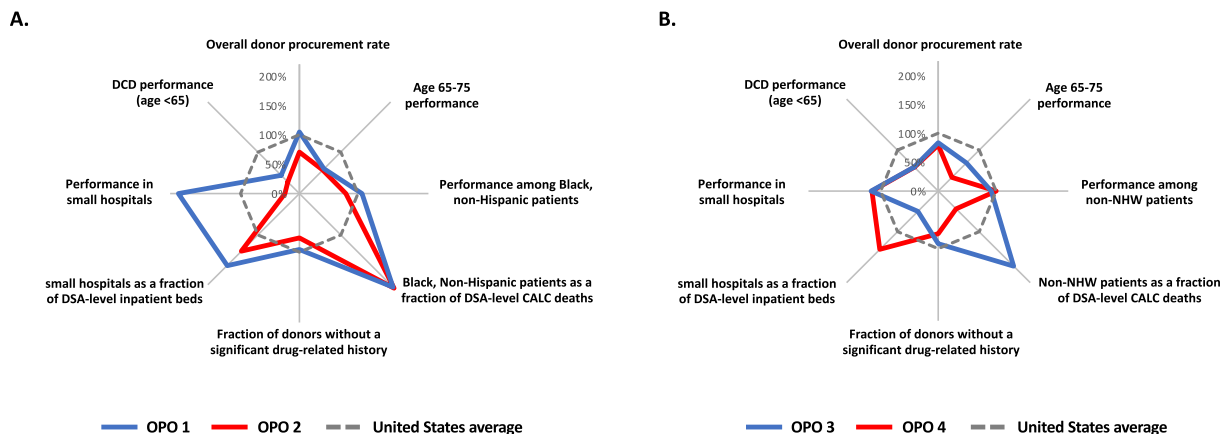 A.
Overall donor procurement rate
DCD performance
(age <65)
Age 65-75
performance
200%
150%
100%
50%
0%
Performance in
small hospitals
Performance among Black,
non-Hispanic patients
small hospitals as a fraction
of DSA-level inpatient beds
Black, Non-Hispanic patients as a
fraction of DSA-level CALC deaths
Fraction of donors without a
significant drug-related history
OPO 1
OPO 2
United States average
B.
Overall donor procurement rate
DCD performance
(age <65)
Age 65-75
performance
200%
150%
100%
50%
0%
Performance in
small hospitals
Performance among
non-NHW patients
small hospitals as a fraction
of DSA-level inpatient beds
Non-NHW patients as a fraction
of DSA-level CALC deaths
Fraction of donors without a
significant drug-related history
OPO 3
OPO 4
United States average